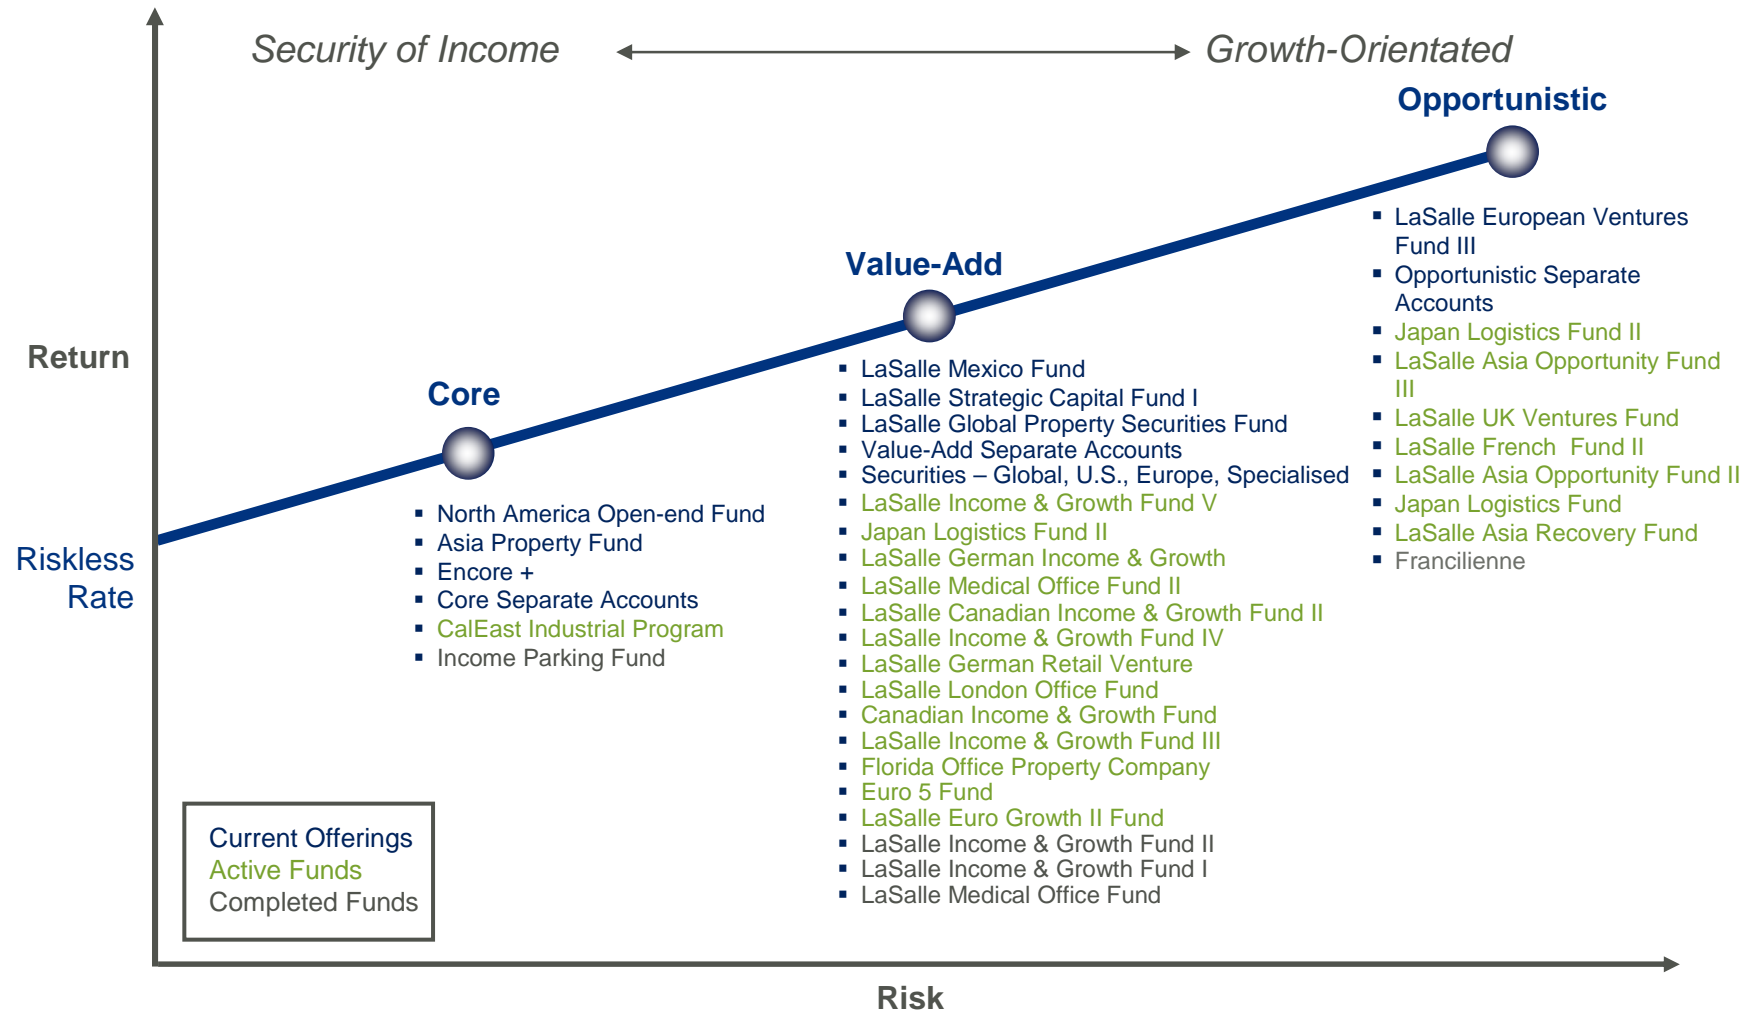 Security of Income
Growth-Orientated
Opportunistic
LaSalle European Ventures
Fund III
Opportunistic Separate
Accounts
Japan Logistics Fund II
LaSalle Asia Opportunity Fund
III
LaSalle UK Ventures Fund
LaSalle French  Fund II
LaSalle Asia Opportunity Fund II
Japan Logistics Fund
LaSalle Asia Recovery Fund
Francilienne
Value-Add
LaSalle Mexico Fund
LaSalle Strategic Capital Fund I
LaSalle Global Property Securities Fund
Value-Add Separate Accounts
Securities – Global, U.S., Europe, Specialised
LaSalle Income & Growth Fund V
Japan Logistics Fund II
LaSalle German Income & Growth
LaSalle Medical Office Fund II
LaSalle Canadian Income & Growth Fund II
LaSalle Income & Growth Fund IV
LaSalle German Retail Venture
LaSalle London Office Fund
Canadian Income & Growth Fund
LaSalle Income & Growth Fund III
Florida Office Property Company
Euro 5 Fund
LaSalle Euro Growth II Fund
LaSalle Income & Growth Fund II
LaSalle Income & Growth Fund I
LaSalle Medical Office Fund
Return
Core
North America Open-end Fund
Asia Property Fund
Encore +
Core Separate Accounts
CalEast Industrial Program
Income Parking Fund
Riskless
Rate
Current Offerings
Active Funds
Completed Funds
Risk